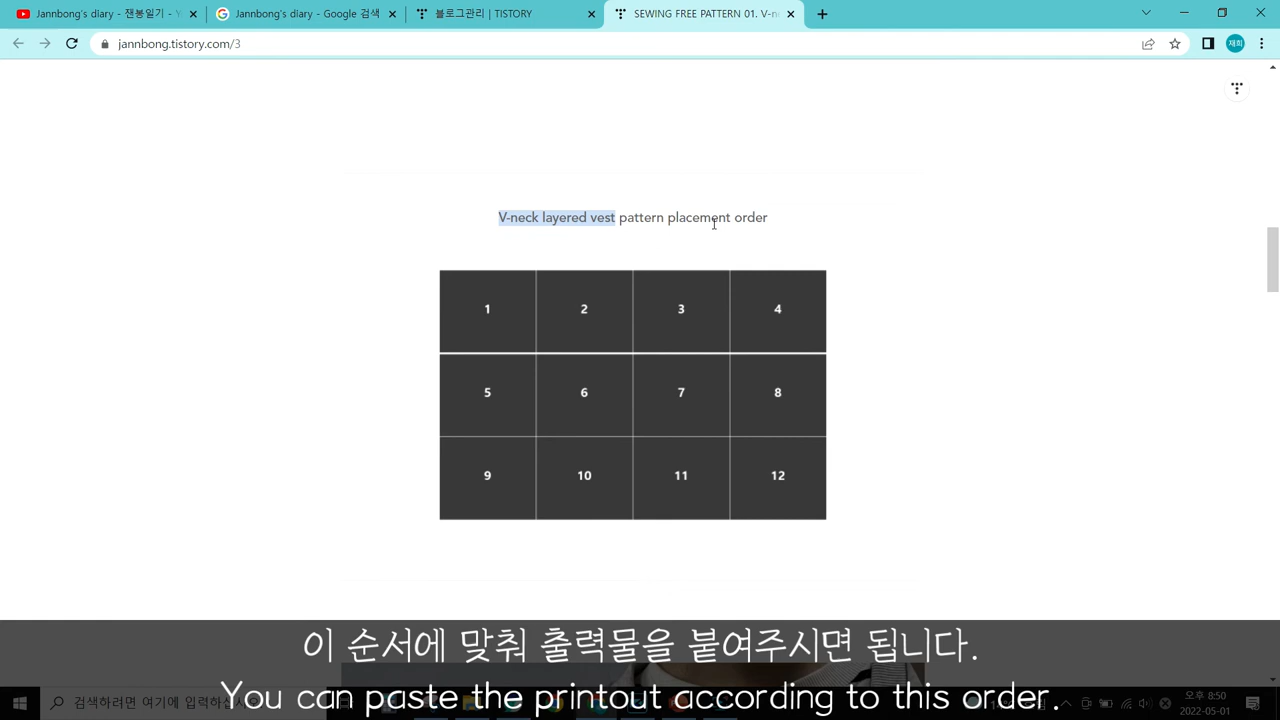 Jannbong's diary - 잰봉일기 - Y
Jannbong's diary - Google 검색
블로그관리 | TISTORY
SEWING FREE PATTERN 01. V-n
jannbong.tistory.com/3
재희
V-neck layered vest pattern placement order
1 2 3 4
5 6 7 8
9 10 11 12
이 순서에 맞춰 출력물을 붙여주시면 됩니다.
You can paste the printout according to this order.
검색하려면 여기에 입력하십시
오후 8:50
2022-05-01